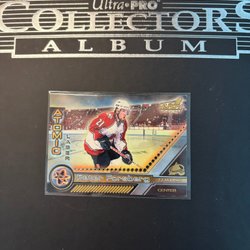 Ultra·PRO®
COLLECTORS
ALBUM
ATOMIC
LASER
Peter Forsberg
CENTER